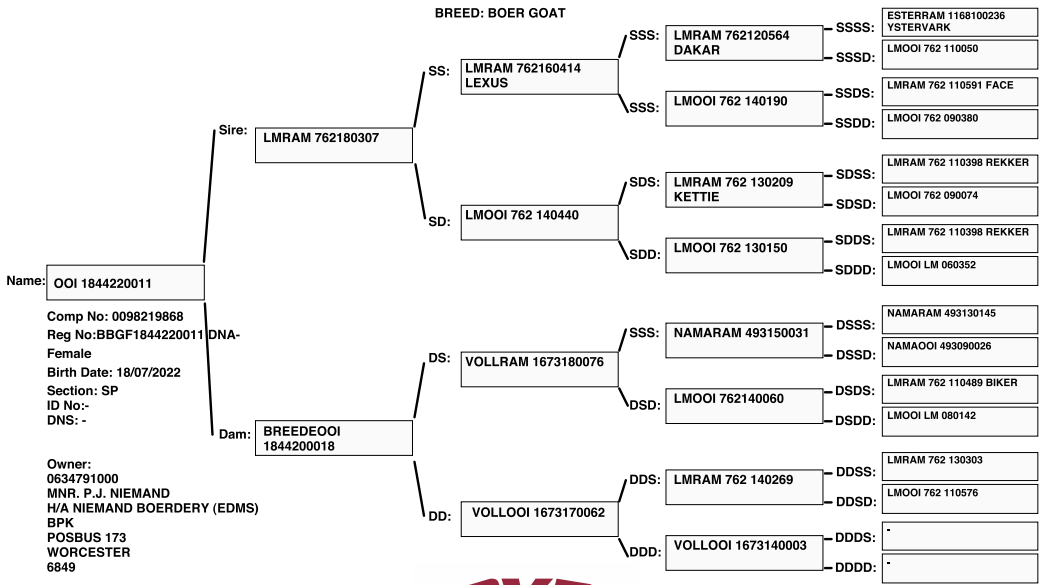 BREED: BOER GOAT
Name:
OOI 1844220011
Comp No: 0098219868
Reg No:BBGF1844220011 DNA-
Female
Birth Date: 18/07/2022
Section: SP
ID No:-
DNS: -
Owner:
0634791000
MNR. P.J. NIEMAND
H/A NIEMAND BOERDERY (EDMS)
BPK
POSBUS 173
WORCESTER
6849
Sire:
LMRAM 762180307
Dam:
BREEDEOOI
1844200018
SS:
LMRAM 762160414
LEXUS
SD:
LMOOI 762 140440
DS:
VOLLRAM 1673180076
DD:
VOLLOOI 1673170062
SSS:
LMRAM 762120564
DAKAR
SSS:
LMOOI 762 140190
SDS:
LMRAM 762 130209
KETTIE
SDD:
LMOOI 762 130150
SSS:
NAMARAM 493150031
DSD:
LMOOI 762140060
DDS:
LMRAM 762 140269
DDD:
VOLLOOI 1673140003
SSSS:
ESTERRAM 1168100236
YSTERVARK
SSSD:
LMOOI 762 110050
SSDS:
LMRAM 762 110591 FACE
SSDD:
LMOOI 762 090380
SDSS:
LMRAM 762 110398 REKKER
SDSD:
LMOOI 762 090074
SDDS:
LMRAM 762 110398 REKKER
SDDD:
LMOOI LM 060352
DSSS:
NAMARAM 493130145
DSSD:
NAMAOOI 493090026
DSDS:
LMRAM 762 110489 BIKER
DSDD:
LMOOI LM 080142
DDSS:
LMRAM 762 130303
DDSD:
LMOOI 762 110576
DDDS:
-
DDDD:
-